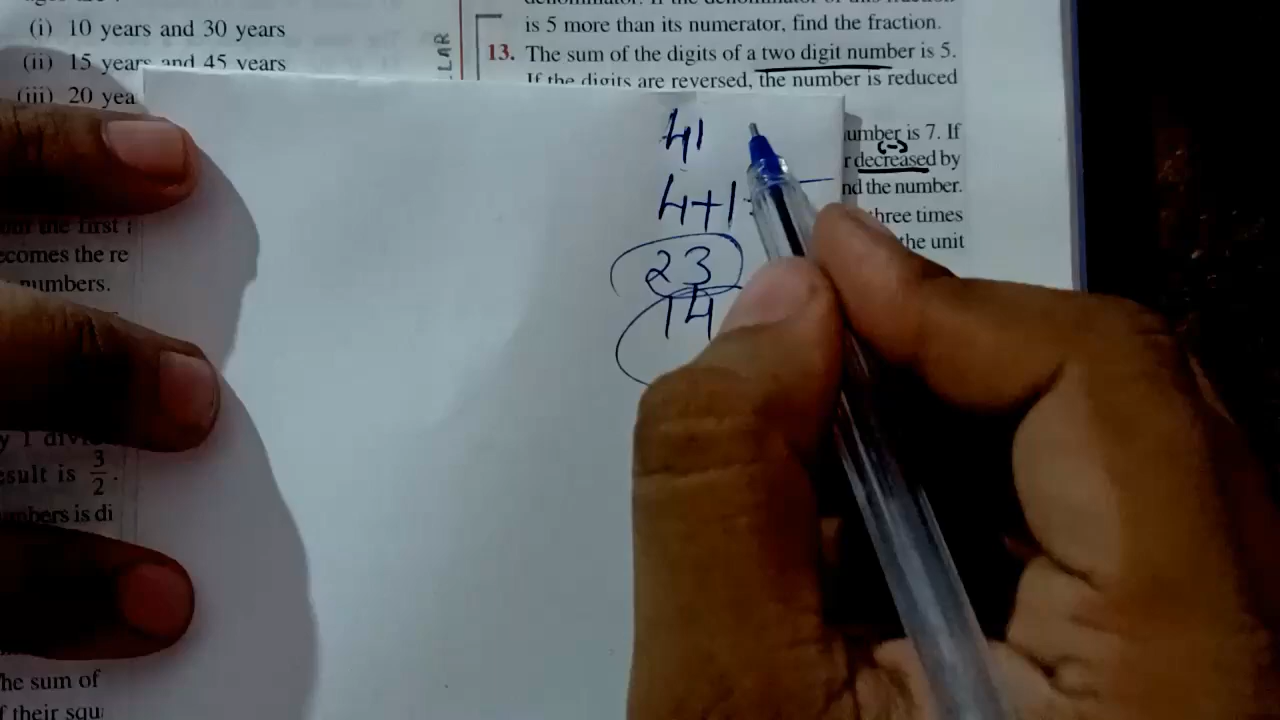 (i) 10 years and 30 years
(ii) 15 years and 45 years
(iii) 20 yea
the first
ecomes the re
numbers.
y 1
esult is 3/2.
mbers is di
he sum of
f their squ
LLAR
is 5 more than its numerator, find the fraction.
13. The sum of the digits of a two digit number is 5.
If the digits are reversed, the number is reduced
umber is 7. If
(-)
r decreased by
nd the number.
three times
the unit
41
4+1
23
14